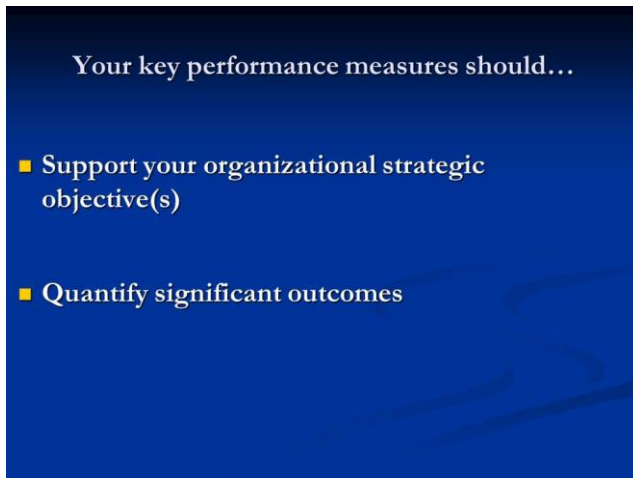 Your key performance measures should…
Support your organizational strategic
objective(s)
Quantify significant outcomes